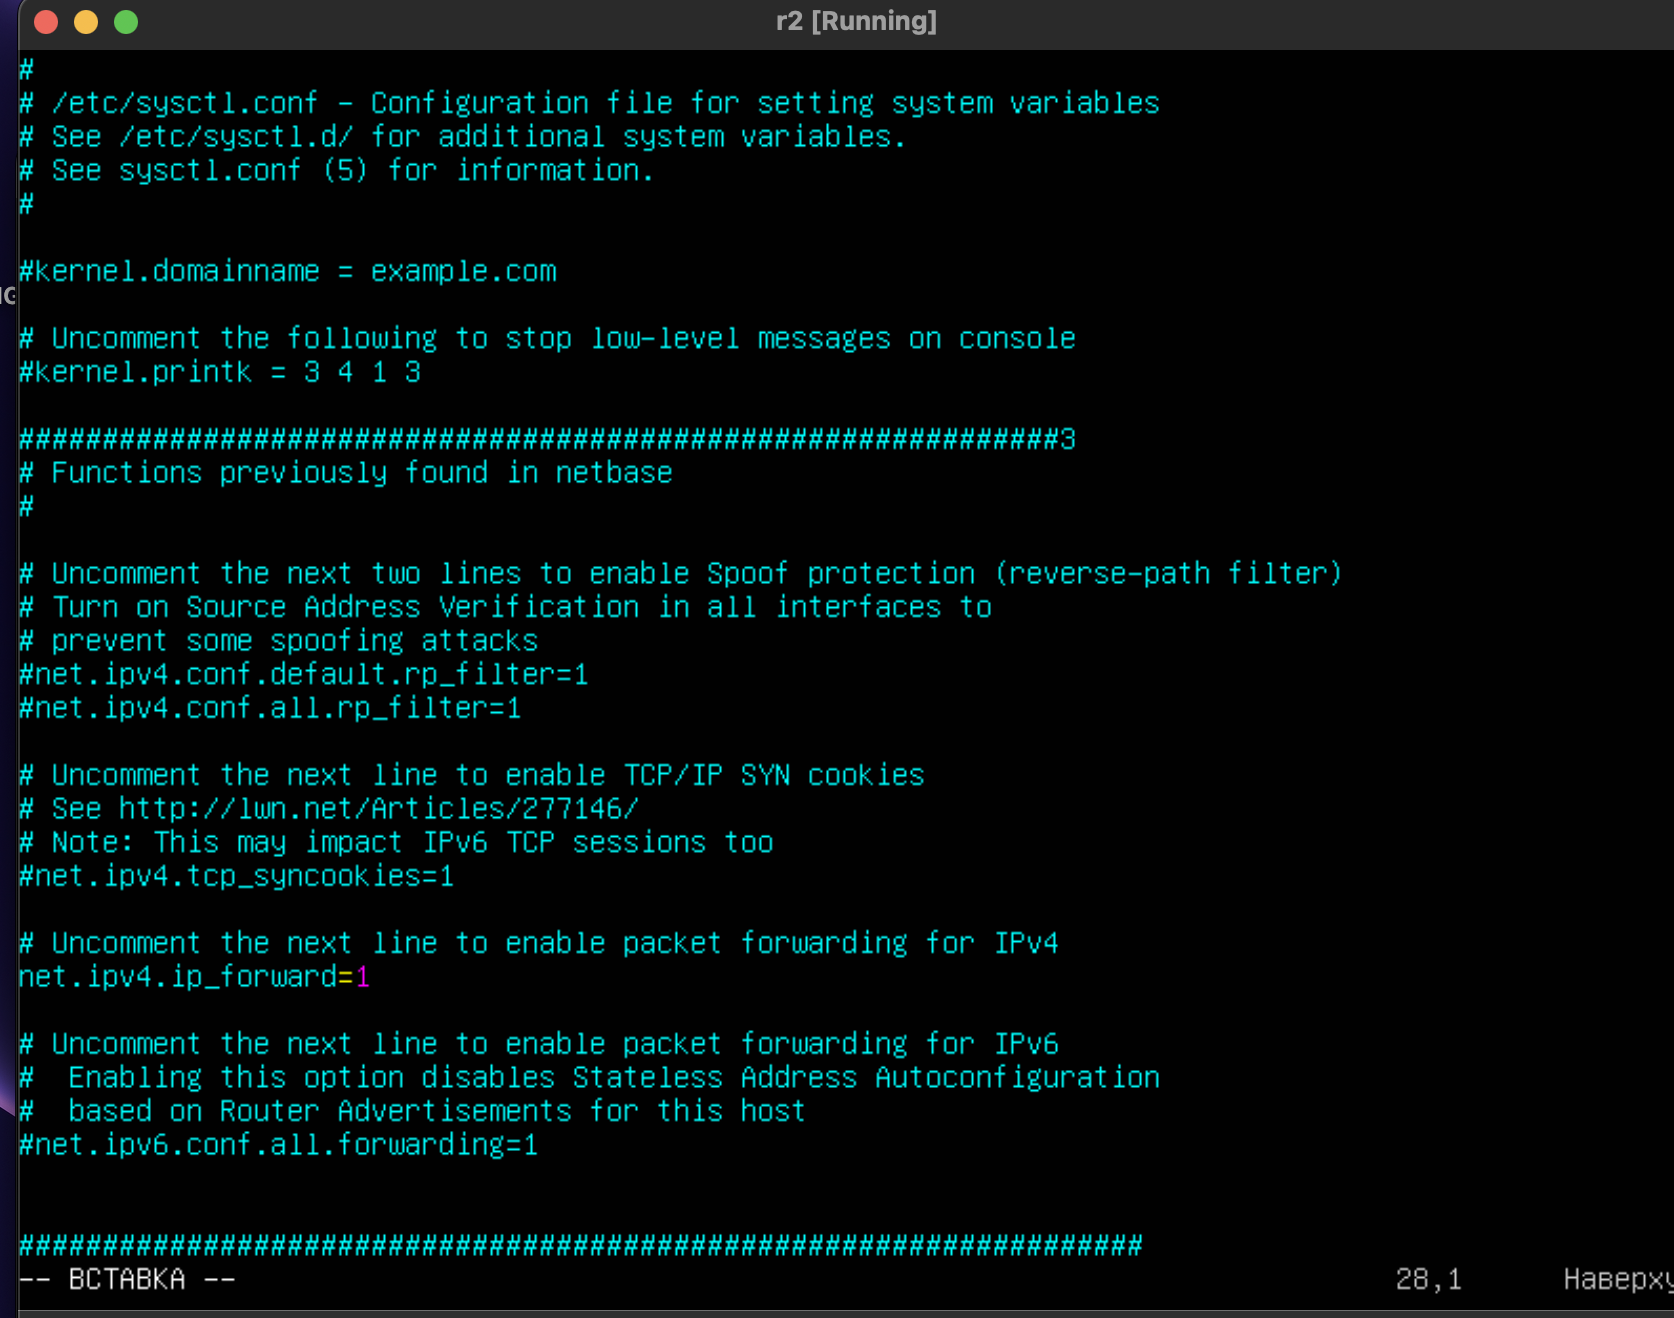 r2 [Running]
#
# /etc/sysctl.conf - Configuration file for setting system variables
# See /etc/sysctl.d/ for additional system variables.
# See sysctl.conf (5) for information.
#
#kernel.domainname = example.com
# Uncomment the following to stop low-level messages on console
#kernel.printk = 3 4 1 3
##############################################################3
# Functions previously found in netbase
#
# Uncomment the next two lines to enable Spoof protection (reverse-path filter)
# Turn on Source Address Verification in all interfaces to
# prevent some spoofing attacks
#net.ipv4.conf.default.rp_filter=1
#net.ipv4.conf.all.rp_filter=1
# Uncomment the next line to enable TCP/IP SYN cookies
# See http://lwn.net/Articles/277146/
# Note: This may impact IPv6 TCP sessions too
#net.ipv4.tcp_syncookies=1
# Uncomment the next line to enable packet forwarding for IPv4
net.ipv4.ip_forward=1
# Uncomment the next line to enable packet forwarding for IPv6
#  Enabling this option disables Stateless Address Autoconfiguration
#  based on Router Advertisements for this host
#net.ipv6.conf.all.forwarding=1
###################################################################
-- ВСТАВКА -- 28,1 Наверху